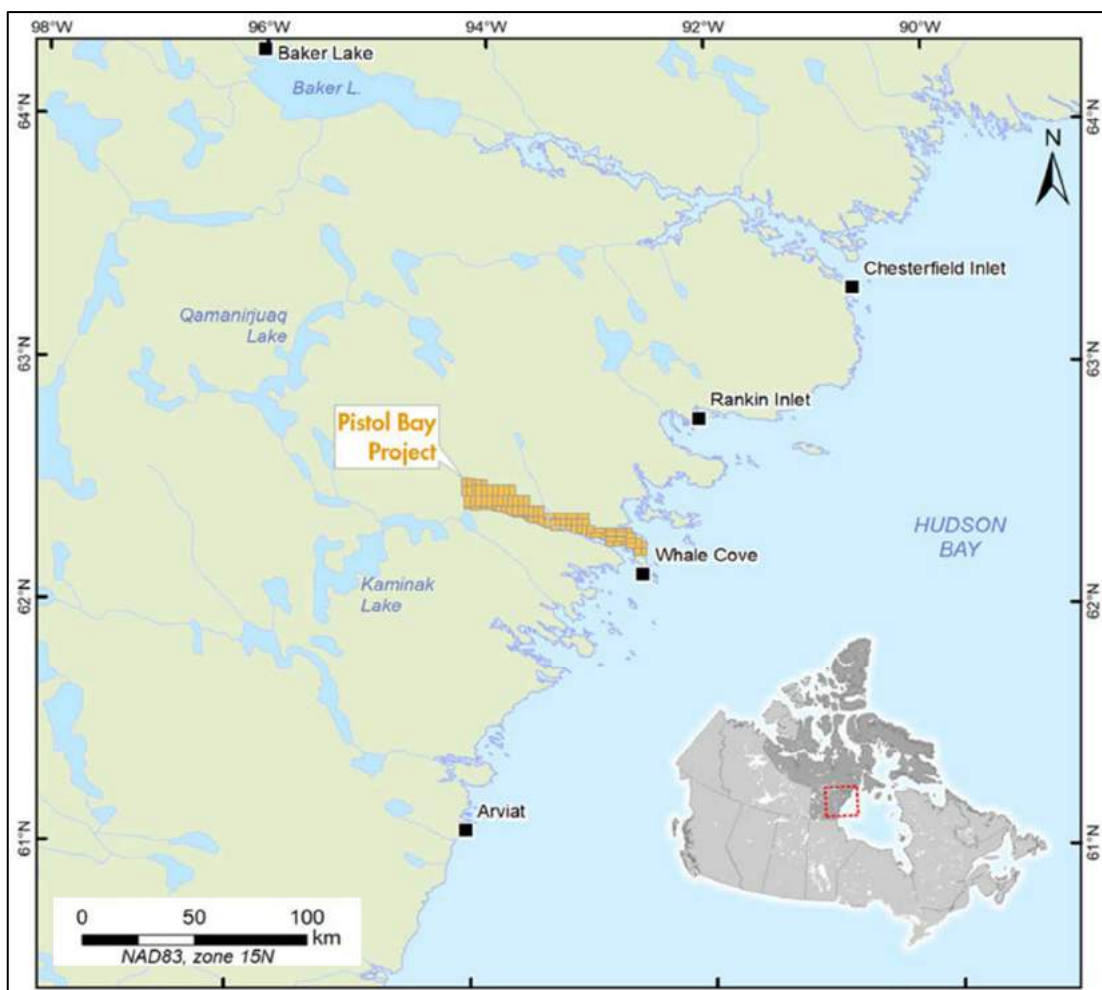 98°W
96°W
94°W
92°W
90°W
Baker Lake
Baker L.
64°N
64°N
N
Chesterfield Inlet
Qamanirjuaq
Lake
63°N
63°N
Rankin Inlet
Pistol Bay
Project
HUDSON
BAY
Whale Cove
Kaminak
Lake
62°N
62°N
Arviat
61°N
61°N
0 50 100
km
NAD83, zone 15N